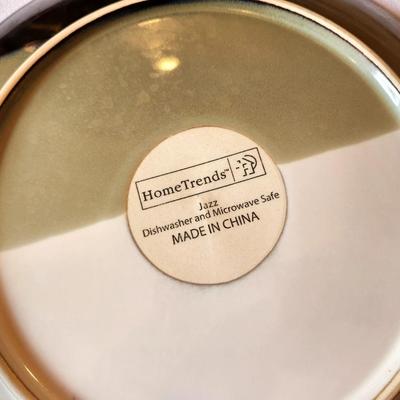 HomeTrends™
Jazz
Dishwasher and Microwave Safe
MADE IN CHINA